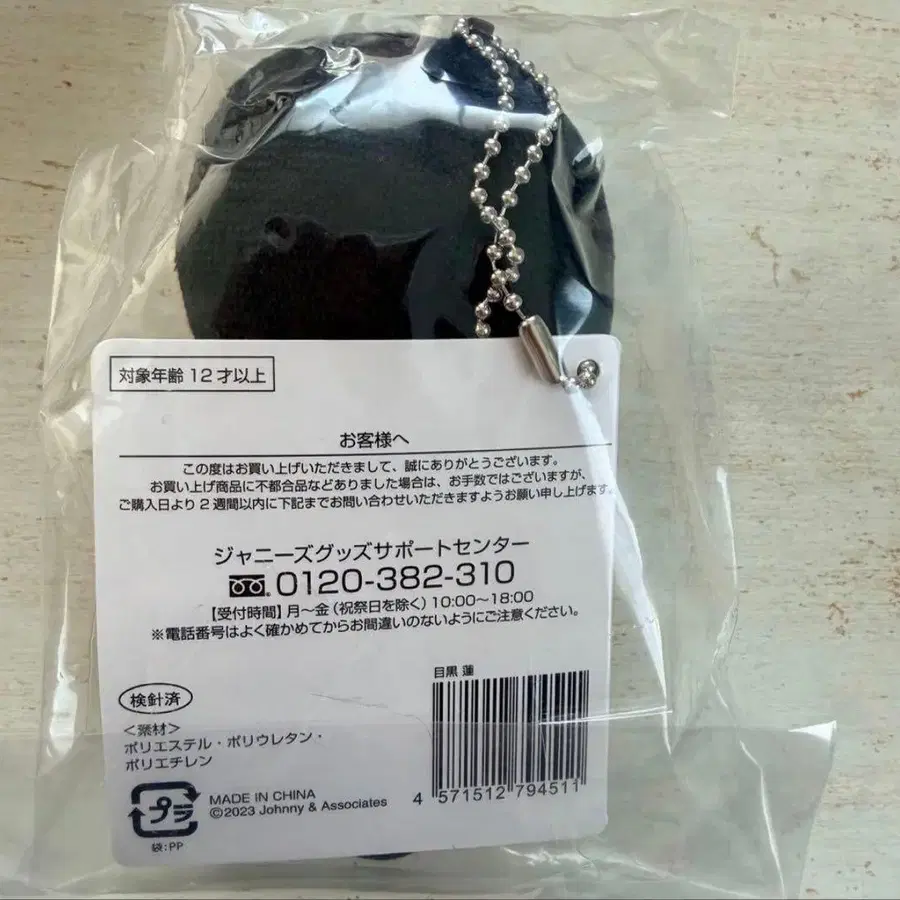 対象年齢 12 才以上
お客様へ
この度はお買い上げいただきまして、誠にありがとうございます。
お買い上げ商品に不都合品などありました場合は、お手数ではございますが、
ご購入日より2週間以内に下記までお問い合わせいただきますようお願い申し上げます。
ジャニーズグッズサポートセンター
0120-382-310
【受付時間】月〜金(祝祭日を除く)10:00〜18:00
※電話番号はよく確かめてからお間違いのないようにご注意ください。
目黒 蓮
検針済
<素材>
ポリエステル・ポリウレタン・
ポリエチレン
プラ
袋:PP
MADE IN CHINA
©2023 Johnny & Associates
4 571512 794511